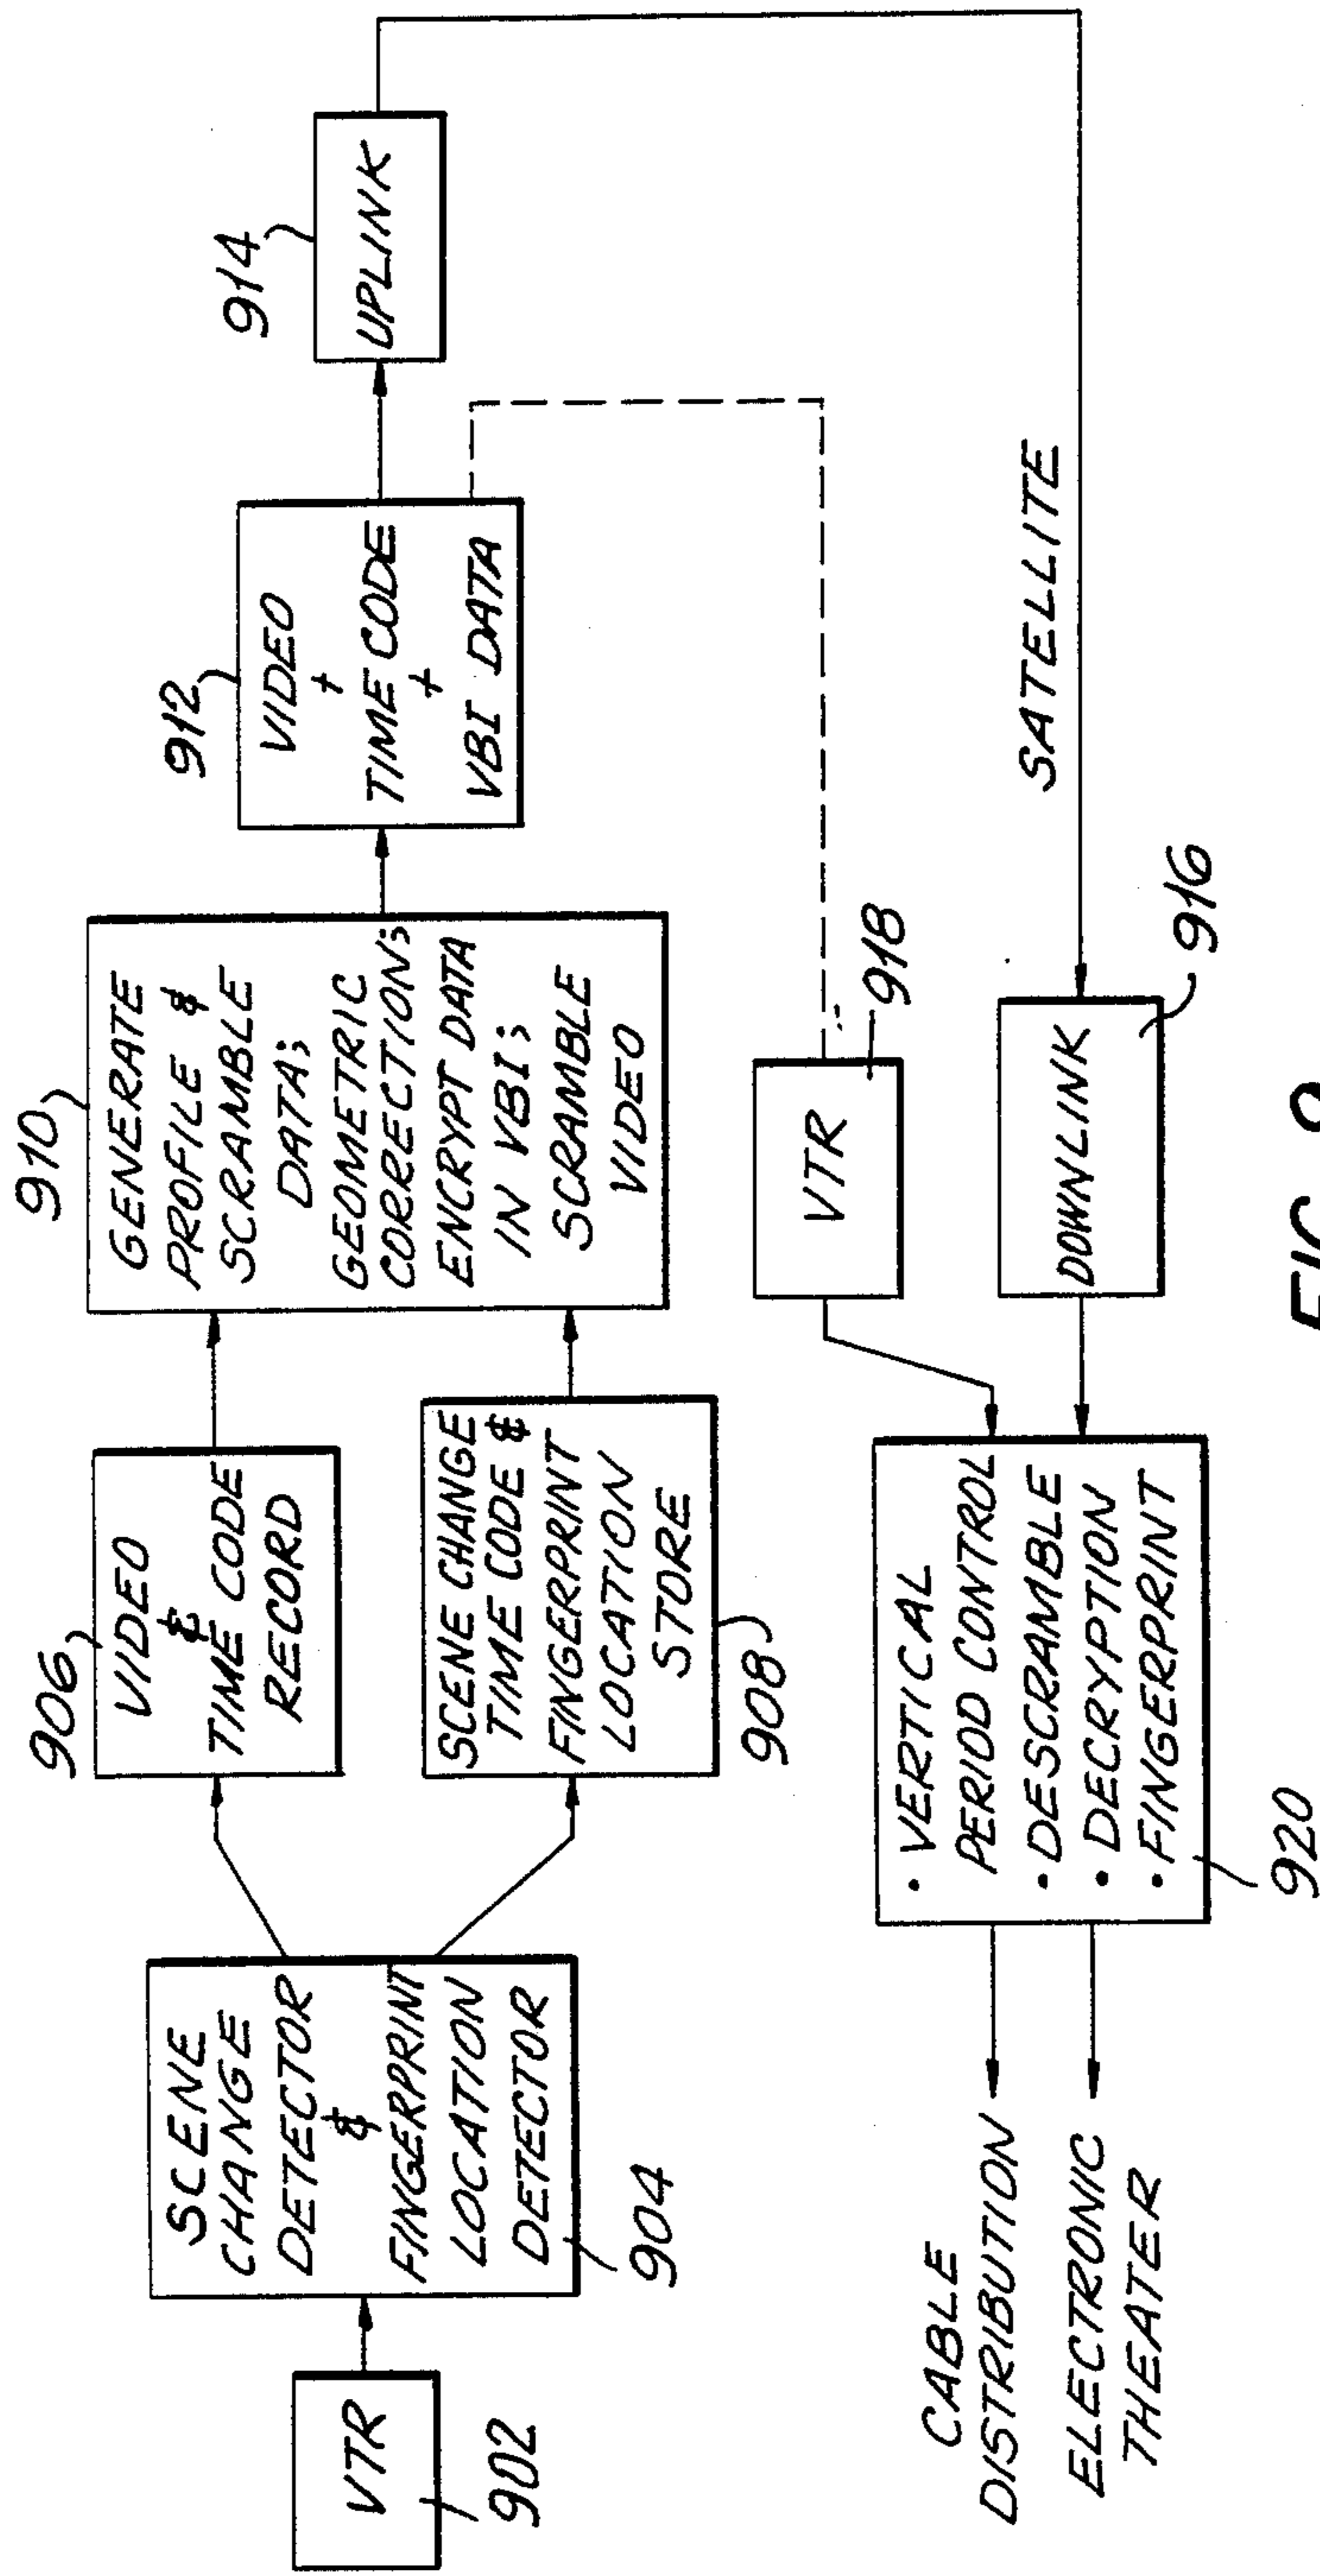 902
VTR
904
SCENE
CHANGE
DETECTOR
&
FINGERPRINT
LOCATION
DETECTOR
906
VIDEO
&
TIME CODE
RECORD
908
SCENE CHANGE
TIME CODE &
FINGERPRINT
LOCATION
STORE
910
GENERATE
PROFILE &
SCRAMBLE
DATA;
GEOMETRIC
CORRECTION;
ENCRYPT DATA
IN VBI;
SCRAMBLE
VIDEO
912
VIDEO
+
TIME CODE
+
VBI DATA
914
UPLINK
SATELLITE
918
VTR
916
DOWNLINK
920
• VERTICAL
PERIOD CONTROL
• DESCRAMBLE
• DECRYPTION
• FINGERPRINT
CABLE
DISTRIBUTION
ELECTRONIC
THEATER
FIG. 9